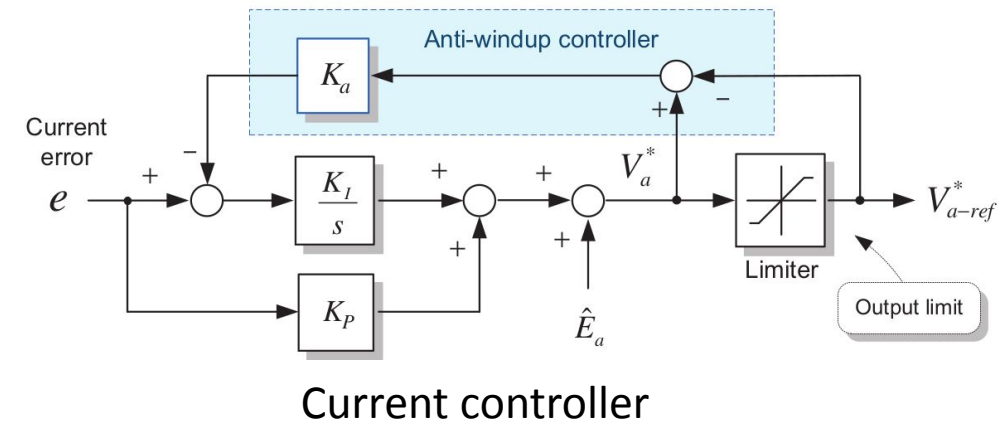 Anti-windup controller
K_a
−
+
Current
error
e
+
−
K_I
s
+
+
K_P
+
+
Ê_a
V_a^*
Limiter
V_{a-ref}^*
Output limit
Current controller